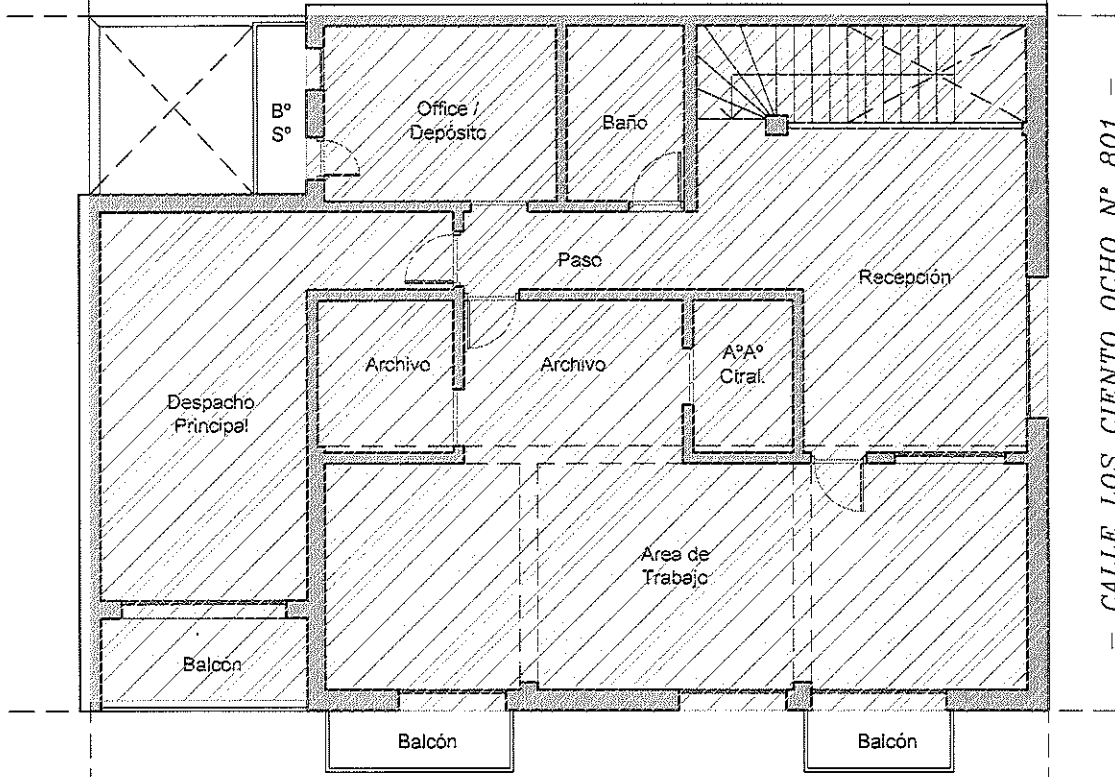 Bº
Sº
Office /
Depósito
Baño
Paso
Recepción
Archivo
Archivo
AºAº
Ctral.
Despacho
Principal
Area de
Trabajo
Balcón
Balcón
Balcón
– CALLE LOS CIENTO OCHO Nº 801 –